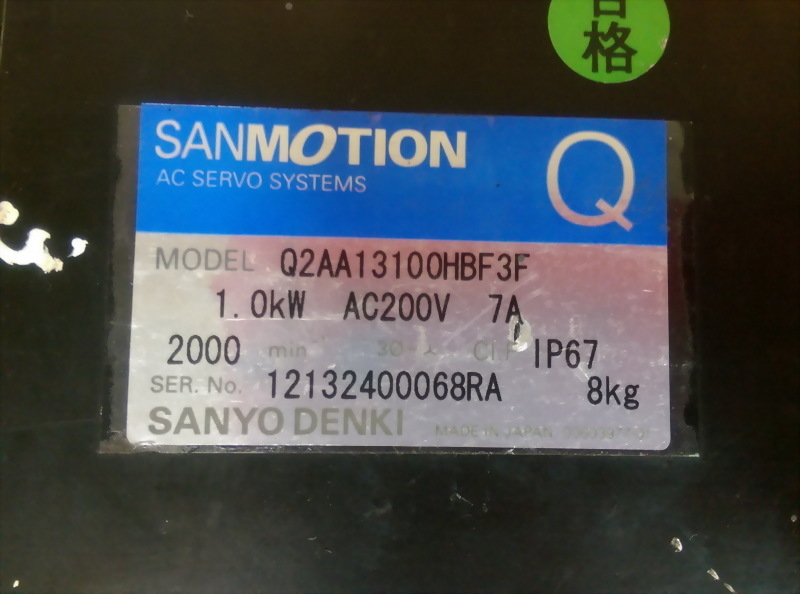 格
SANMOTION
AC SERVO SYSTEMS
Q
MODEL Q2AA13100HBF3F
1.0kW AC200V 7A
2000 min IP67
SER. No. 12132400068RA 8kg
SANYO DENKI MADE IN JAPAN